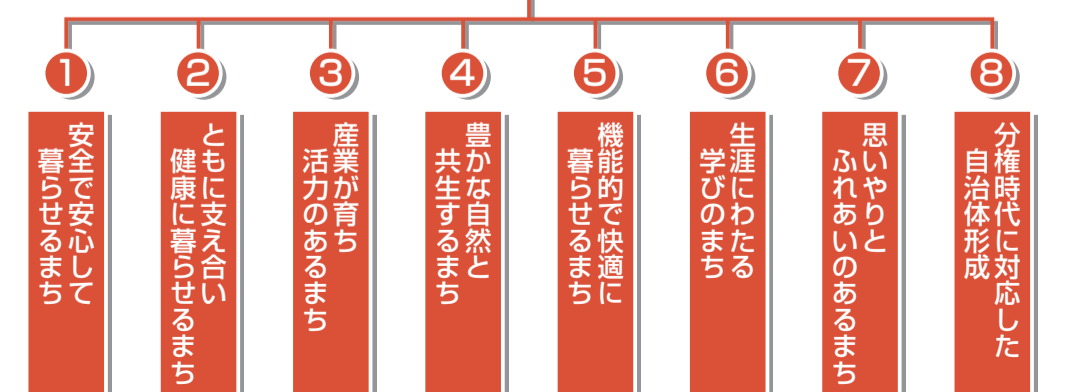 1
安全で安心して
暮らせるまち
2
ともに支え合い
健康に暮らせるまち
3
産業が育ち
活力のあるまち
4
豊かな自然と
共生するまち
5
機能的で快適に
暮らせるまち
6
生涯にわたる
学びのまち
7
思いやりと
ふれあいのあるまち
8
分権時代に対応した
自治体形成